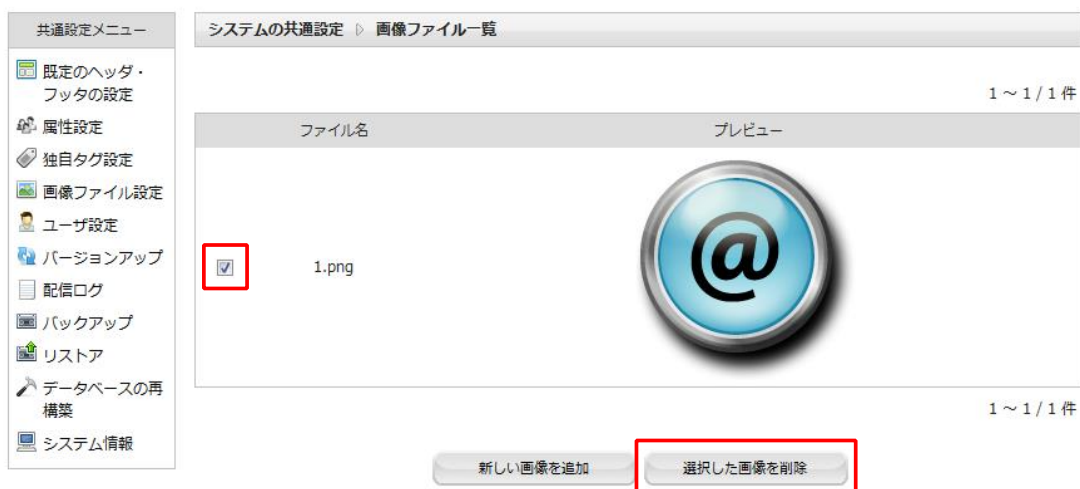 共通設定メニュー
既定のヘッダ・
フッタの設定
属性設定
独自タグ設定
画像ファイル設定
ユーザ設定
バージョンアップ
配信ログ
バックアップ
リストア
データベースの再
構築
システム情報
システムの共通設定 ▷ 画像ファイル一覧
1～1/1件
ファイル名 プレビュー
1.png
@
1～1/1件
新しい画像を追加 選択した画像を削除